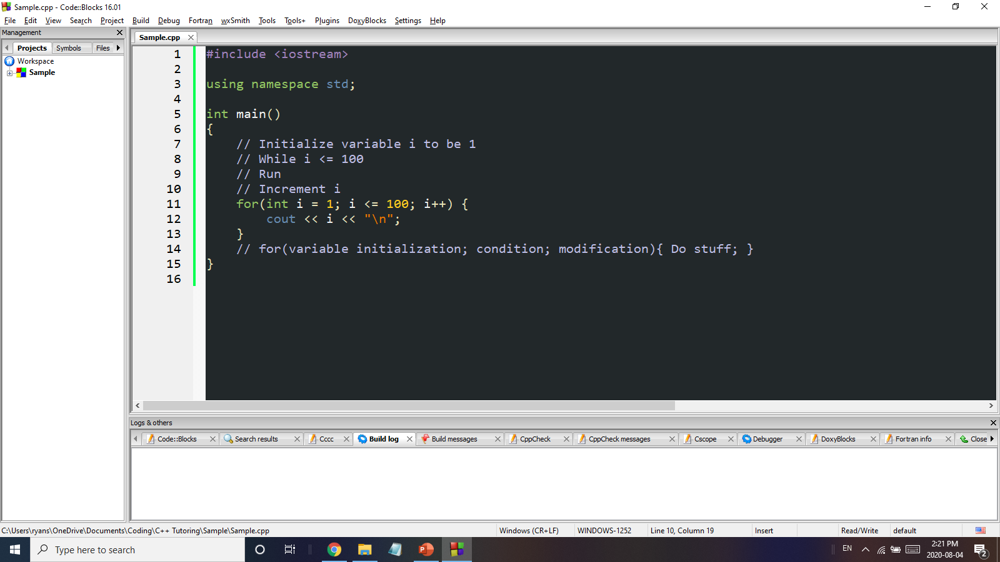 Sample.cpp - Code::Blocks 16.01
File Edit View Search Project Build Debug Fortran wxSmith Tools Tools+ Plugins DoxyBlocks Settings Help
Management
Projects Symbols Files
Workspace
Sample
Sample.cpp
1 #include <iostream>
2
3 using namespace std;
4
5 int main()
6 {
7 // Initialize variable i to be 1
8 // While i <= 100
9 // Run
10 // Increment i
11 for(int i = 1; i <= 100; i++) {
12 cout << i << "\n";
13 }
14 // for(variable initialization; condition; modification){ Do stuff; }
15 }
16
Logs & others
Code::Blocks Search results Cccc Build log Build messages CppCheck CppCheck messages Cscope Debugger DoxyBlocks Fortran info Close
C:\Users\ryans\OneDrive\Documents\Coding\C++ Tutoring\Sample\Sample.cpp Windows (CR+LF) WINDOWS-1252 Line 10, Column 19 Insert Read/Write default
Type here to search
EN
2:21 PM
2020-08-04
2